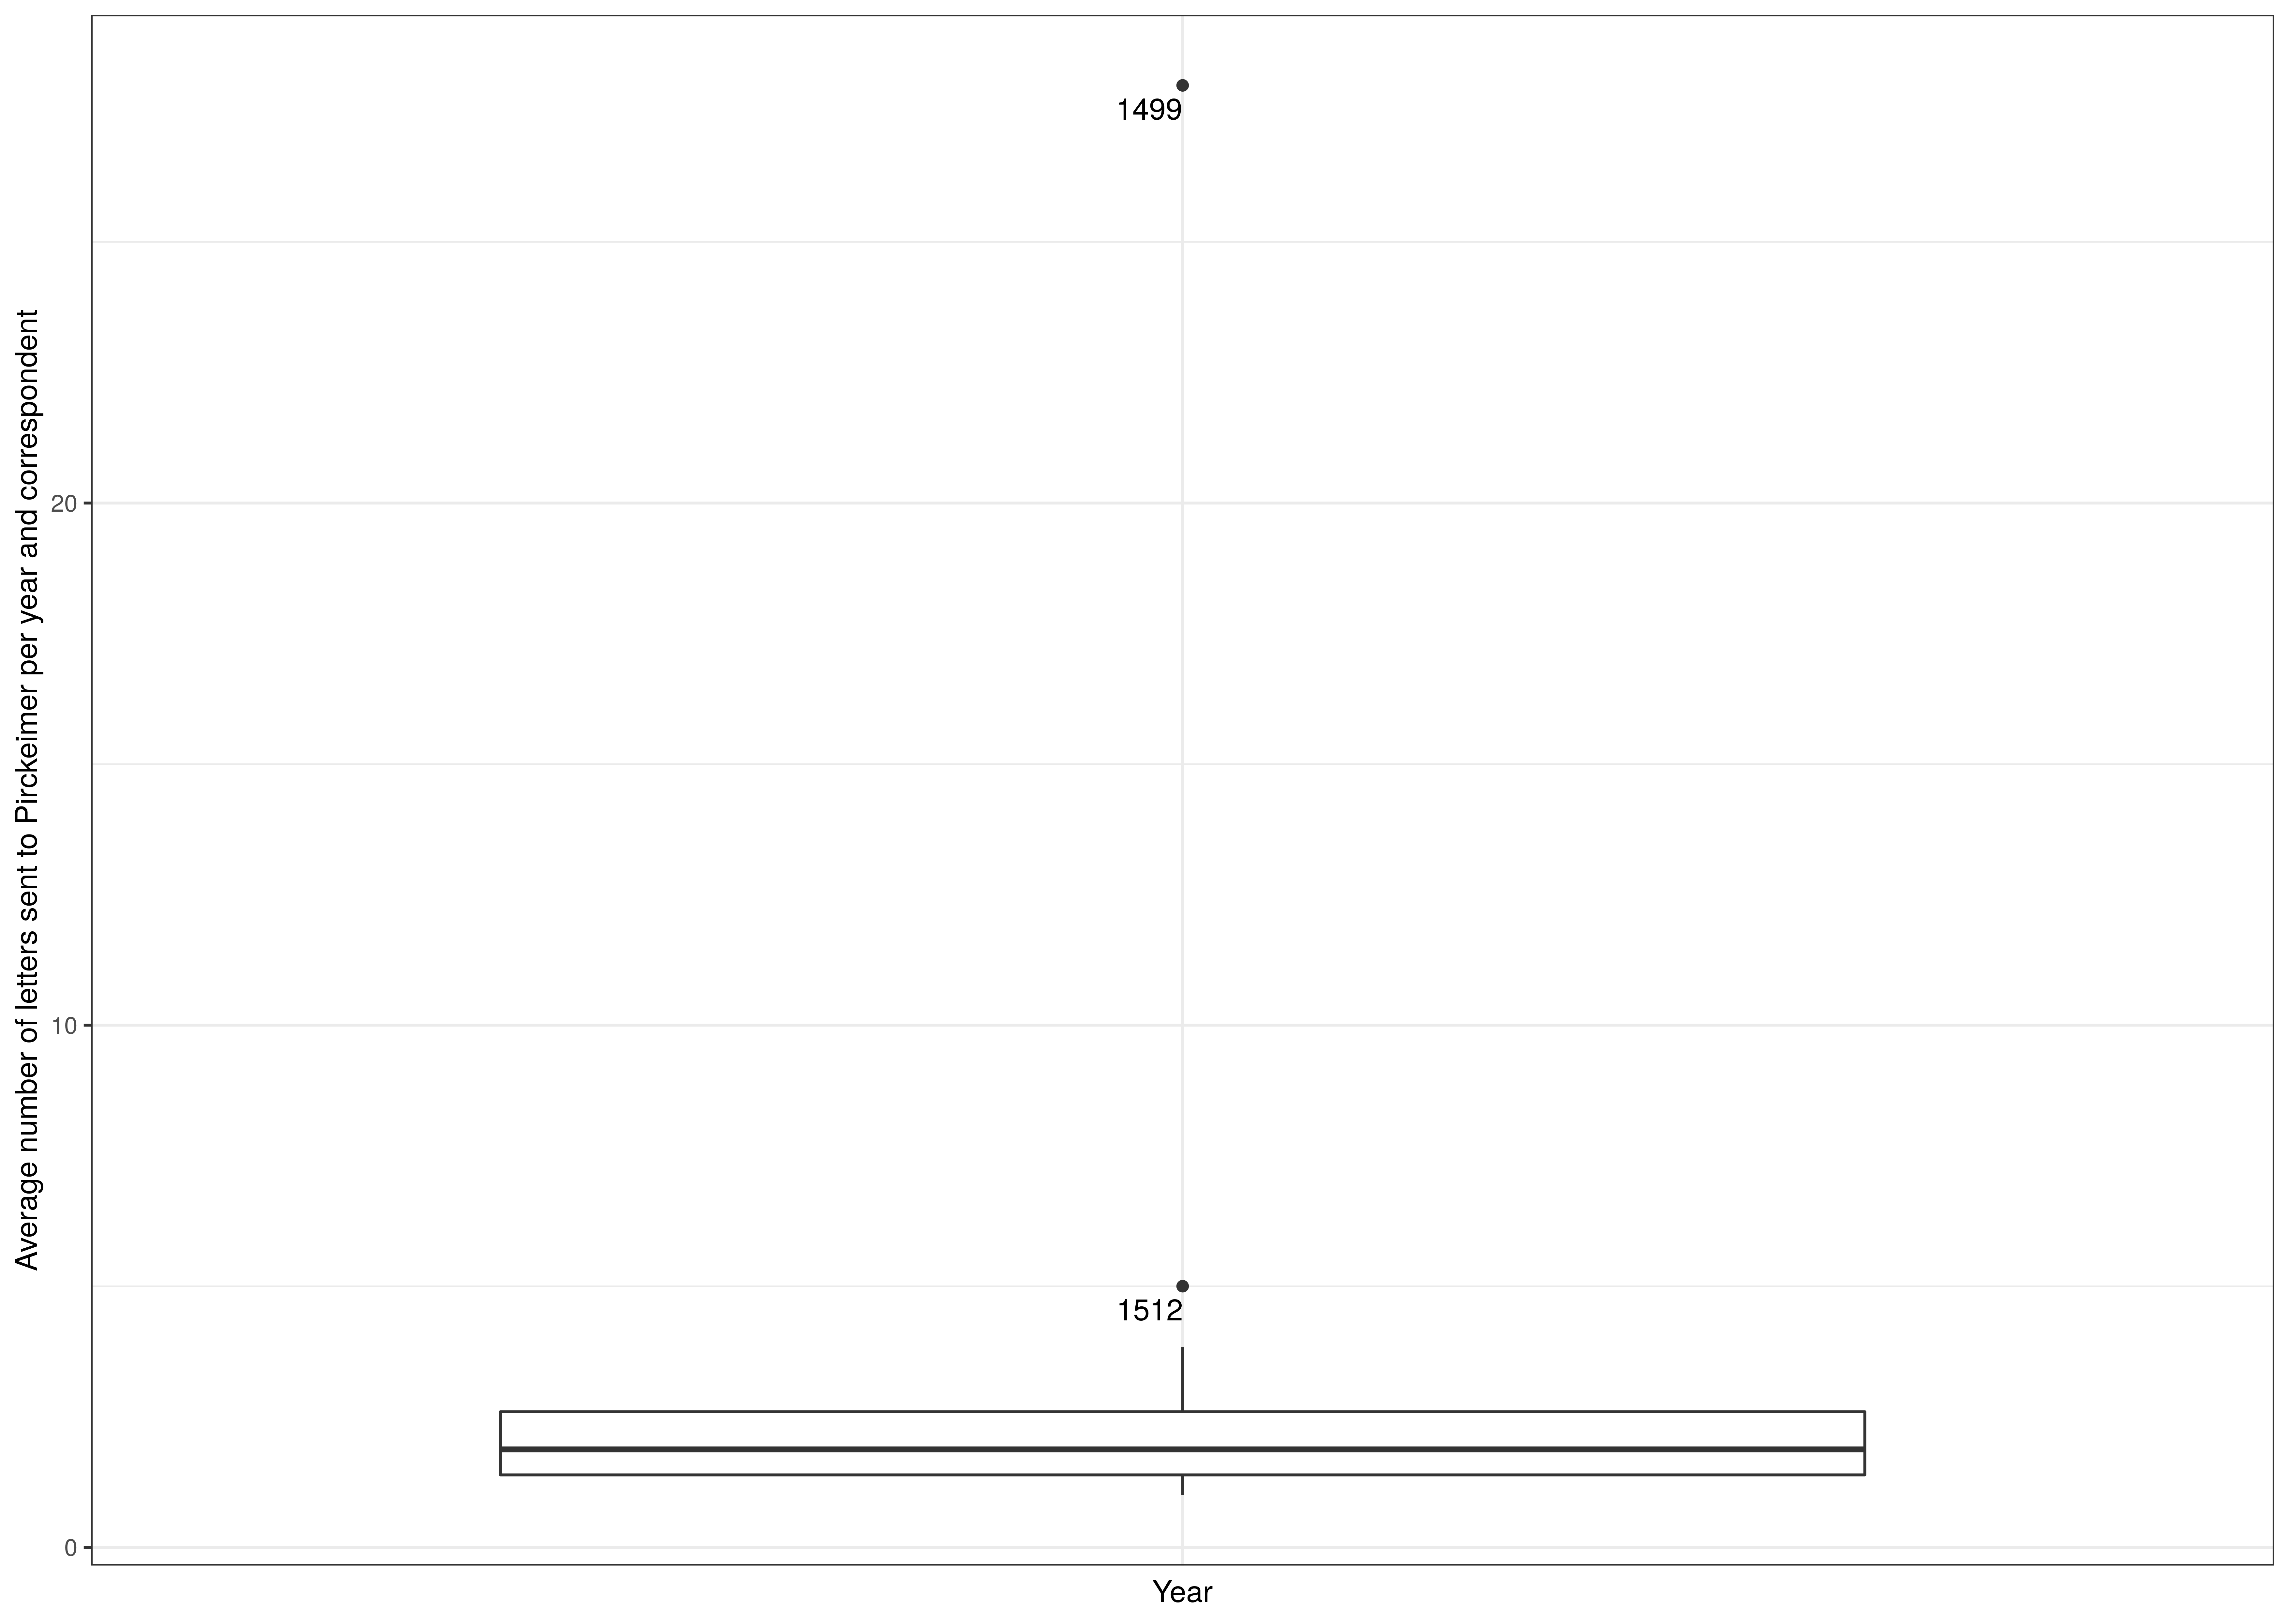 Average number of letters sent to Pirckeimer per year and correspondent
1499
20
10
1512
0
Year